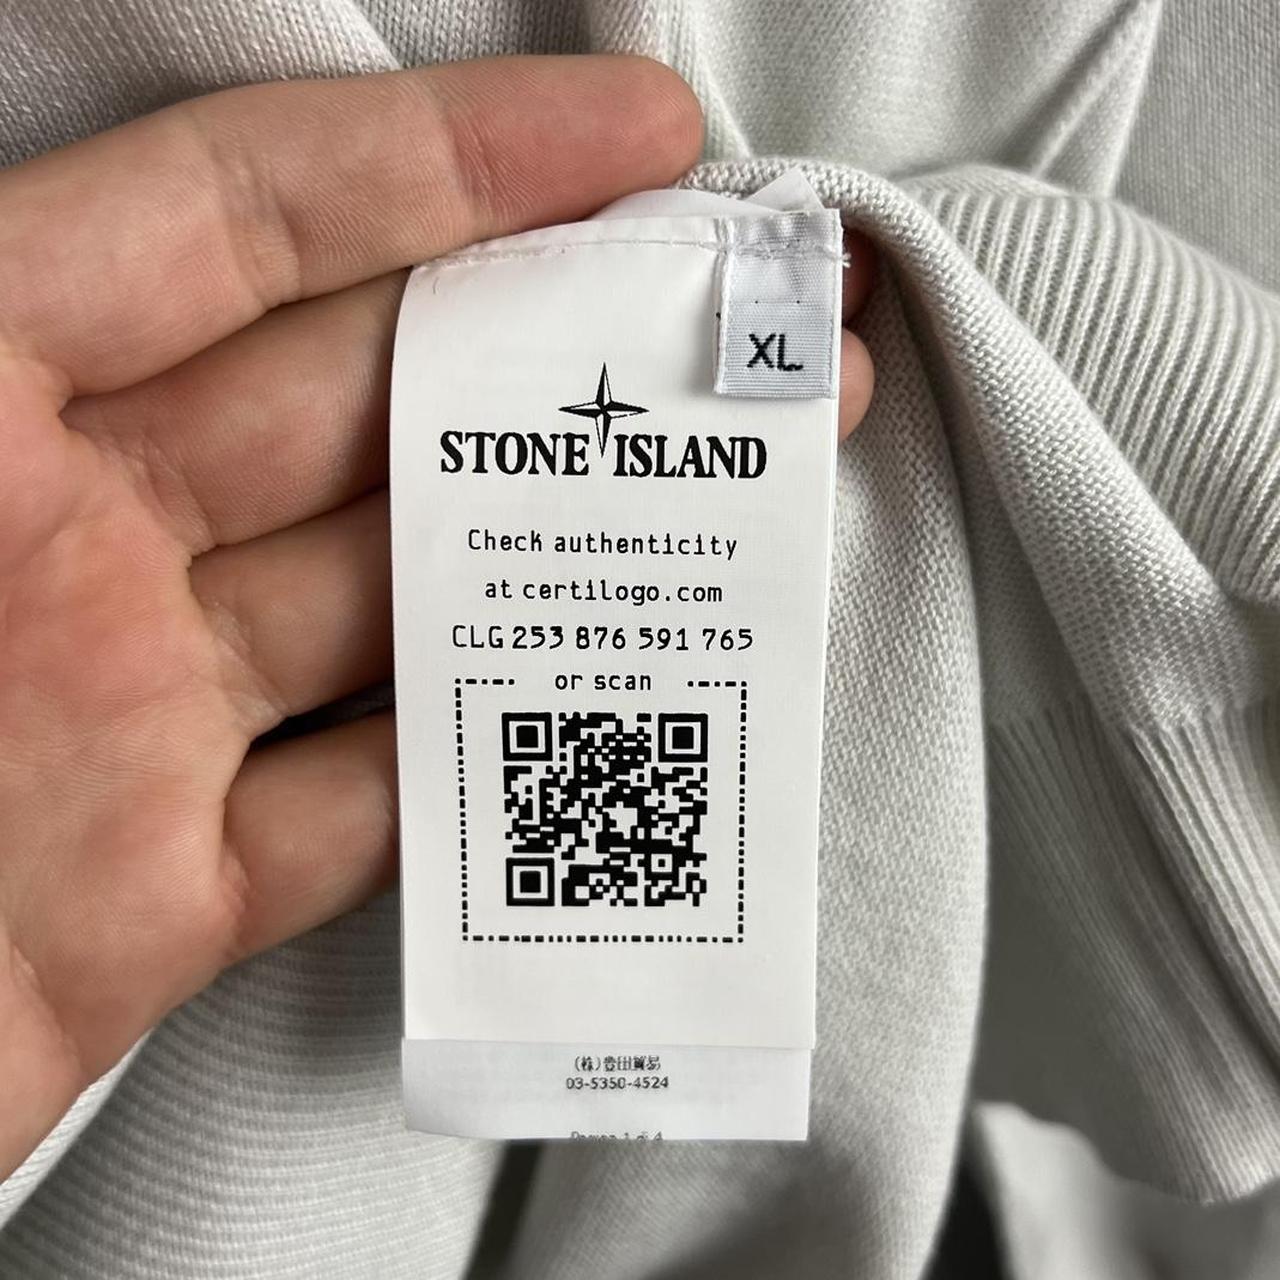 XL
STONE ISLAND
Check authenticity
at certilogo.com
CLG 253 876 591 765
or scan
(株)豊田貿易
03-5350-4524